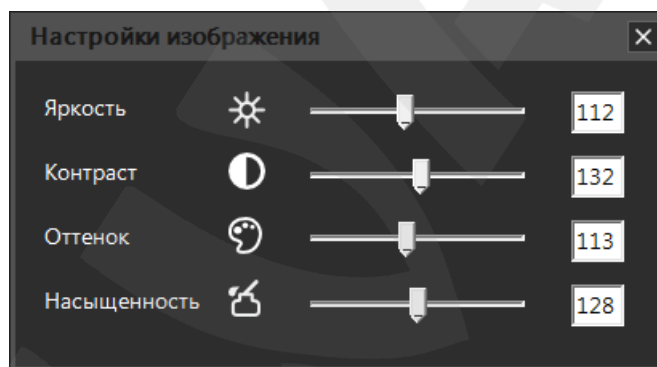 Настройки изображения
Яркость 112
Контраст 132
Оттенок 113
Насыщенность 128